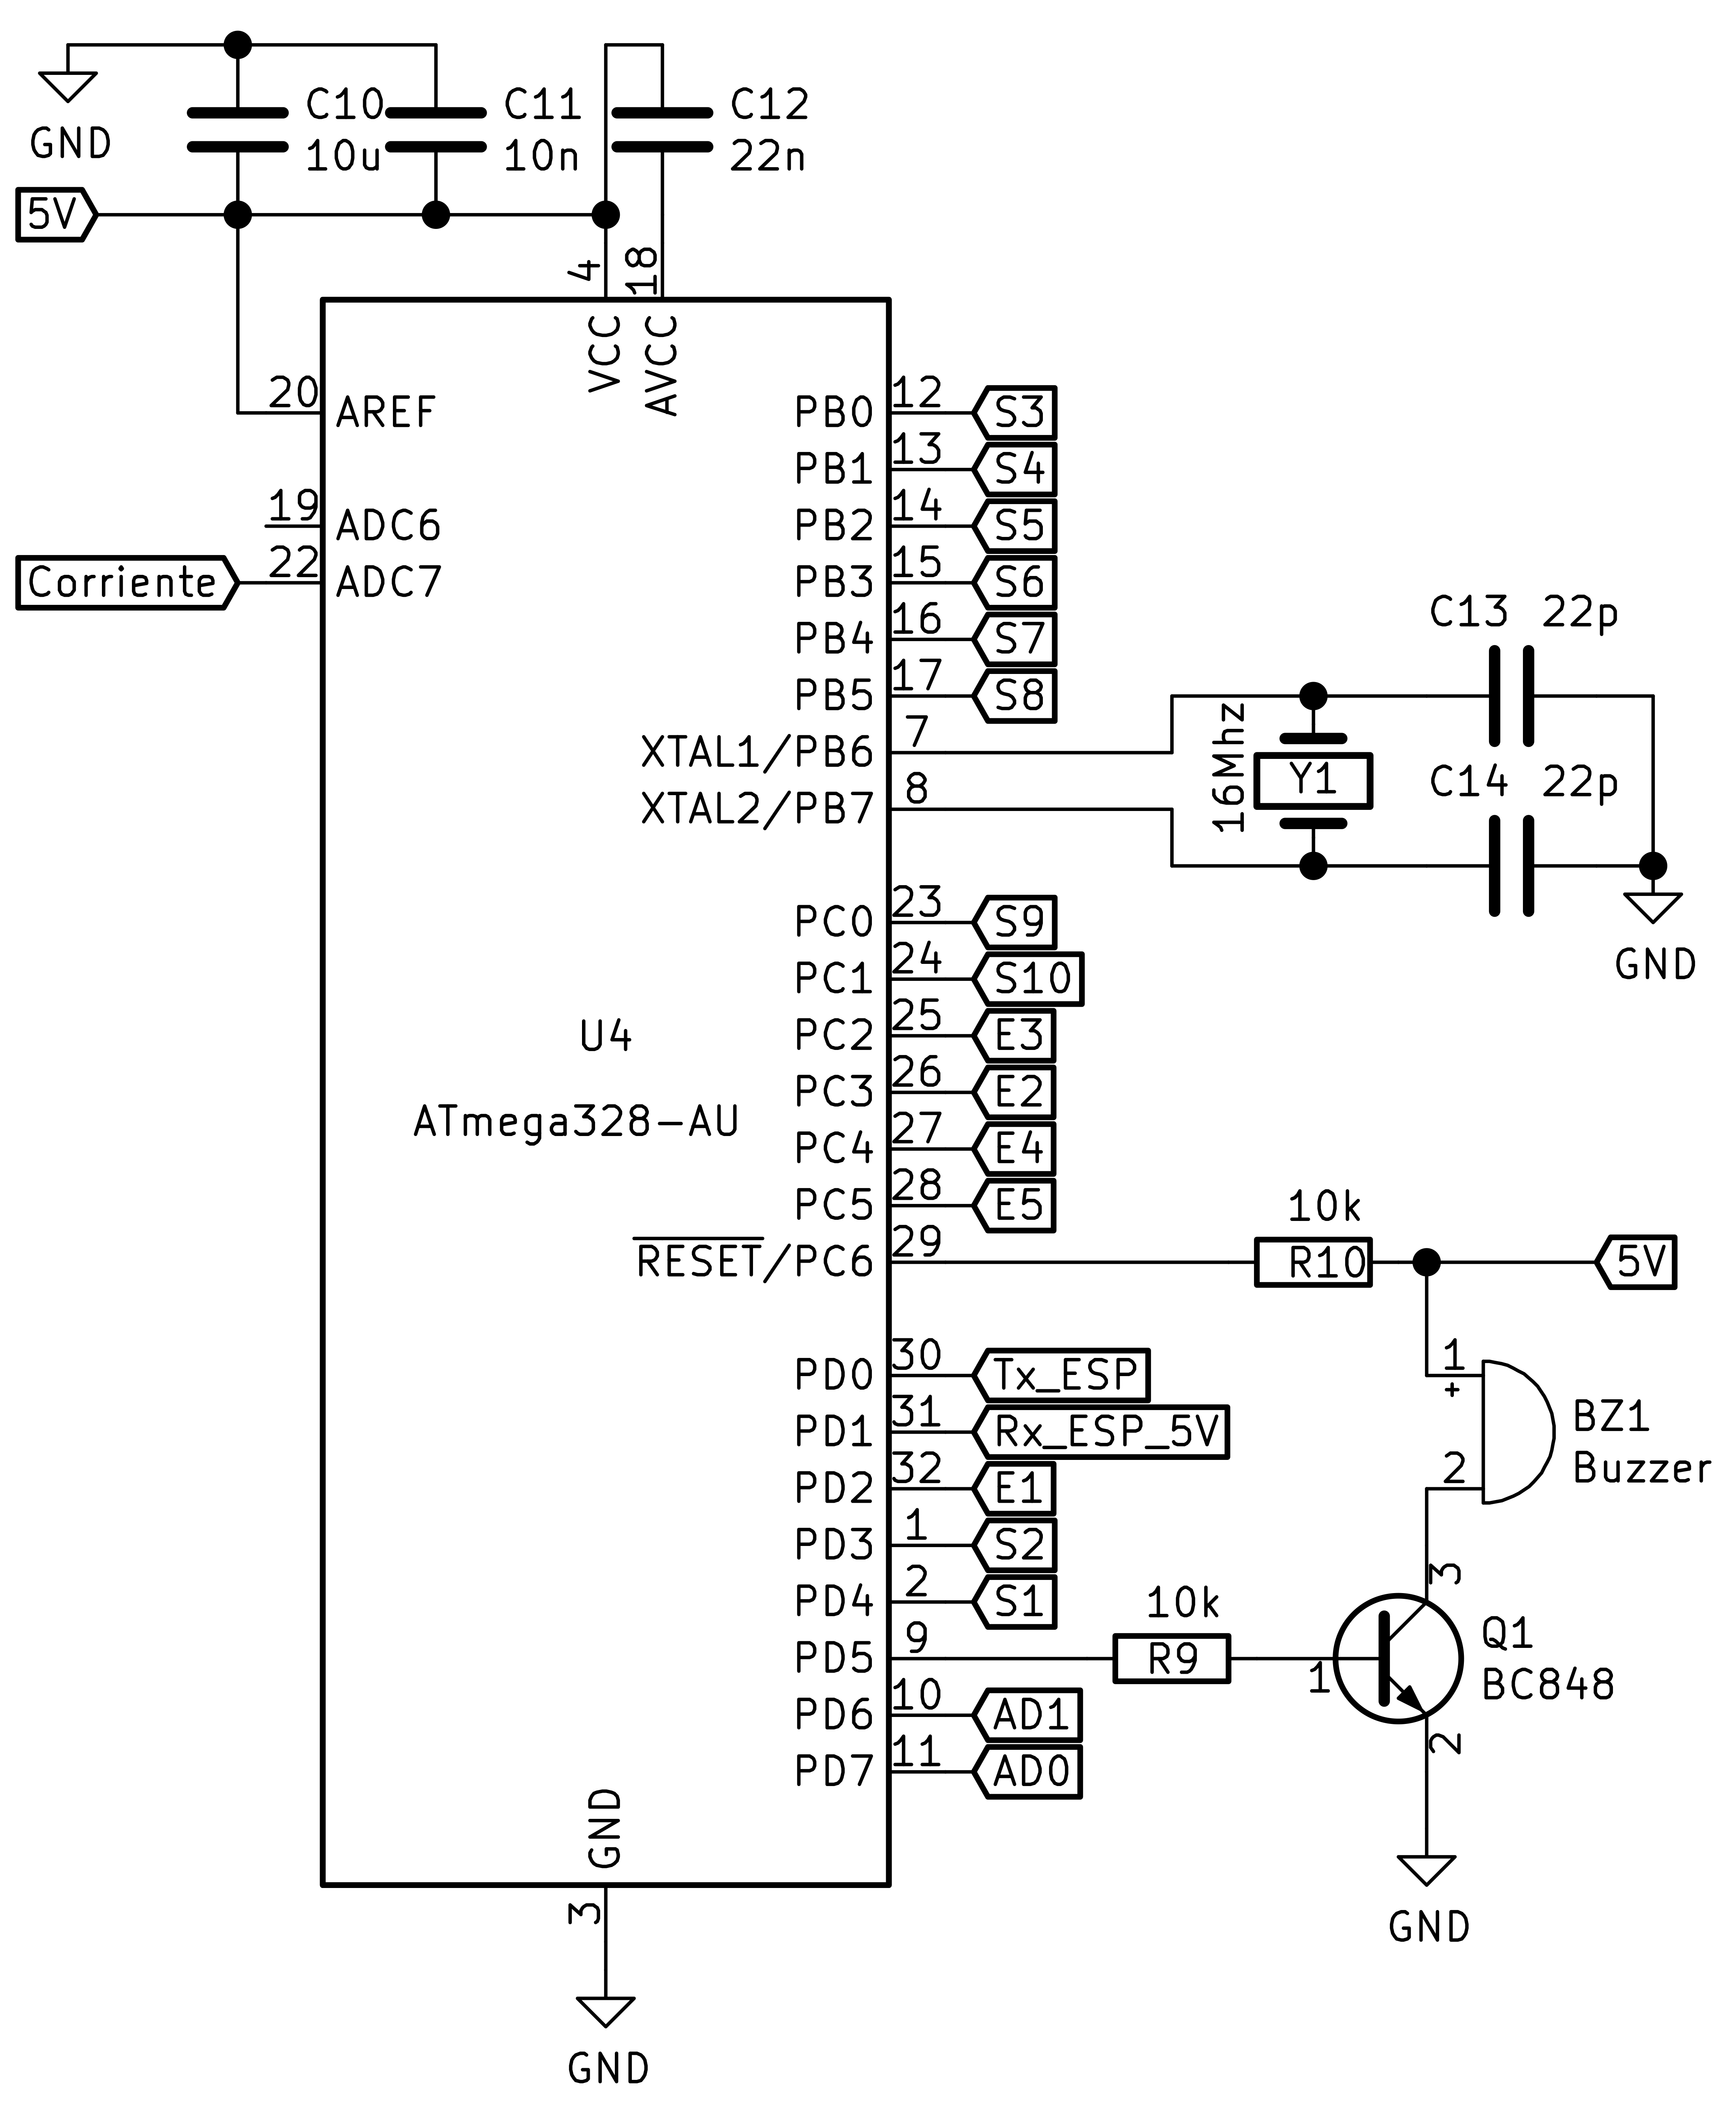 GND
C10
10u
C11
10n
C12
22n
5V
4
18
VCC
AVCC
20
AREF
19
ADC6
22
ADC7
Corriente
PB0 12 S3
PB1 13 S4
PB2 14 S5
PB3 15 S6
PB4 16 S7
PB5 17 S8
XTAL1/PB6 7
XTAL2/PB7 8
16Mhz
Y1
C13 22p
C14 22p
GND
PC0 23 S9
PC1 24 S10
PC2 25 E3
PC3 26 E2
PC4 27 E4
PC5 28 E5
RESET/PC6 29
U4
ATmega328-AU
10k
R10
5V
PD0 30 Tx_ESP
PD1 31 Rx_ESP_5V
PD2 32 E1
PD3 1 S2
PD4 2 S1
PD5 9
PD6 10 AD1
PD7 11 AD0
1
+
2
BZ1
Buzzer
10k
R9
3
1
2
Q1
BC848
GND
GND
3
GND